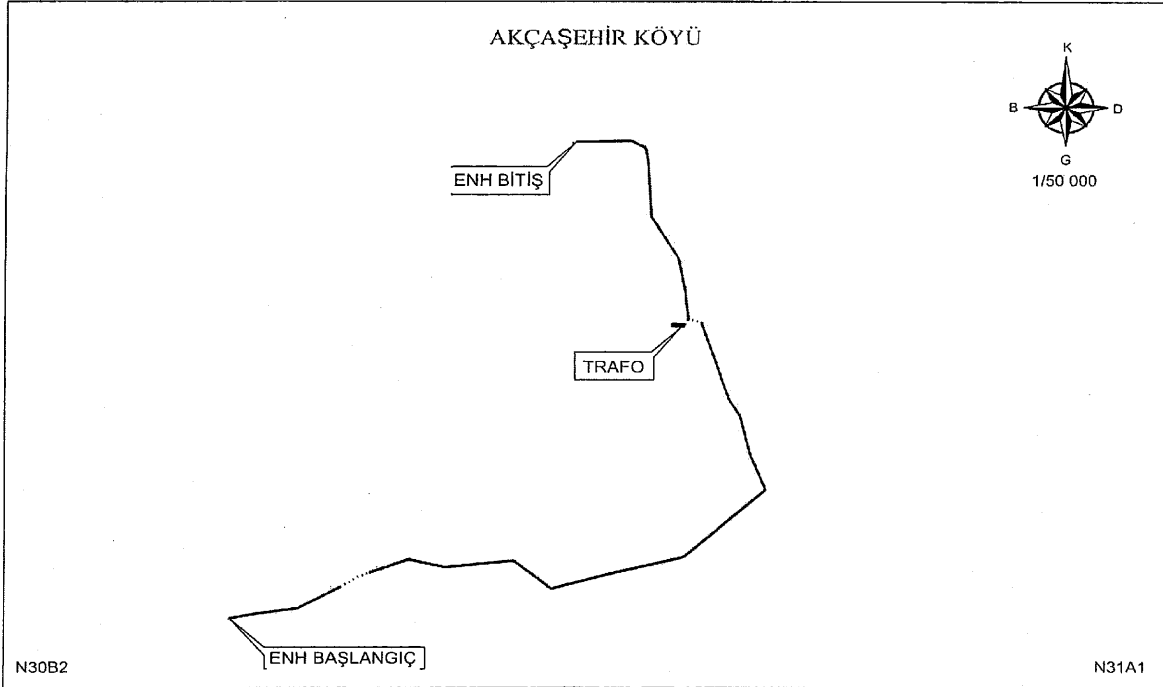 AKÇAŞEHİR KÖYÜ
K
B
D
G
1/50 000
ENH BİTİŞ
TRAFO
ENH BAŞLANGIÇ
N30B2
N31A1